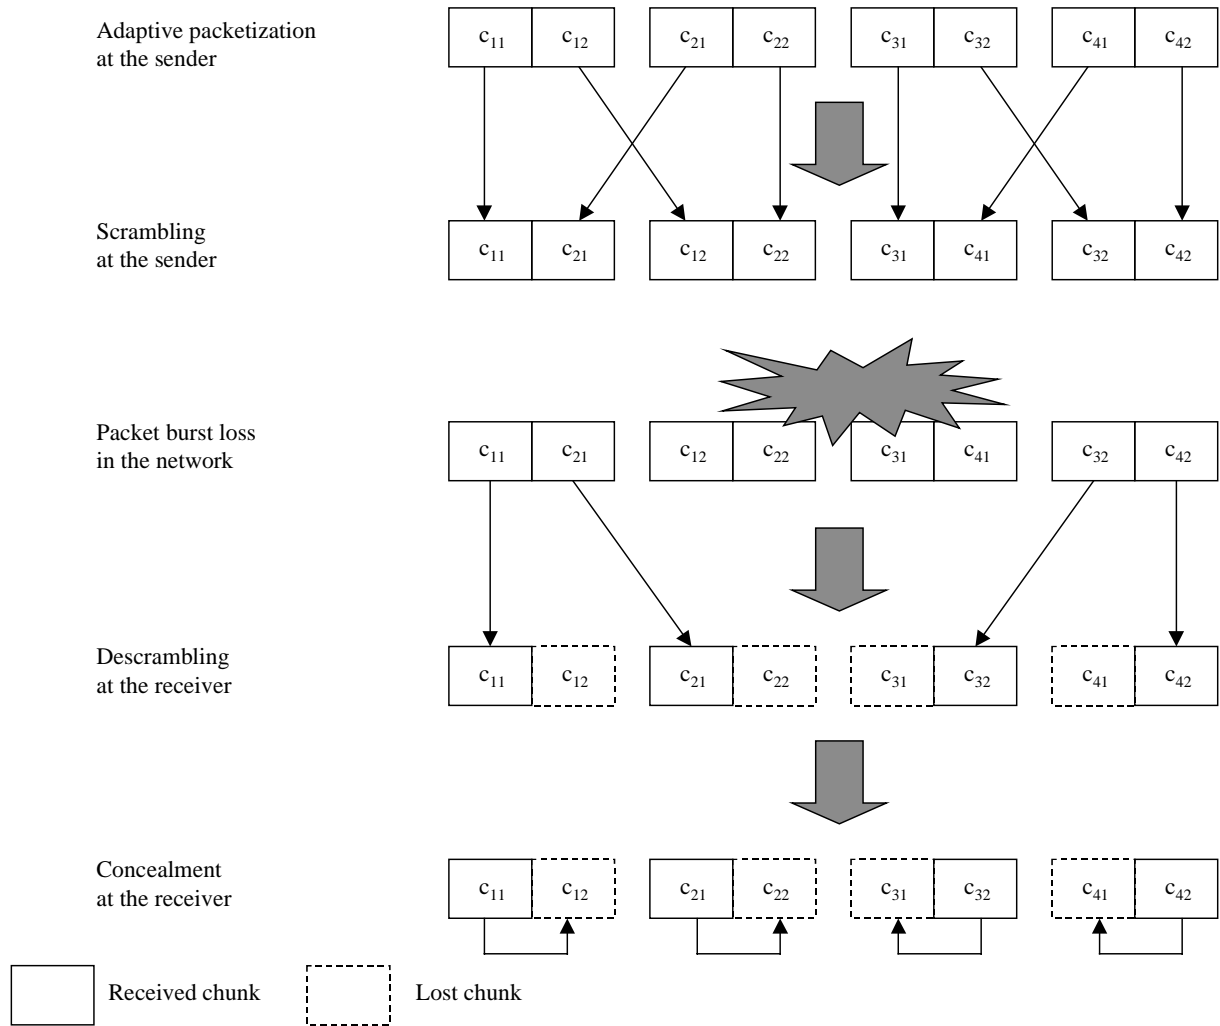 Adaptive packetization
at the sender
c11 c12 c21 c22 c31 c32 c41 c42
Scrambling
at the sender
c11 c21 c12 c22 c31 c41 c32 c42
Packet burst loss
in the network
c11 c21 c12 c22 c31 c41 c32 c42
Descrambling
at the receiver
c11 c12 c21 c22 c31 c32 c41 c42
Concealment
at the receiver
c11 c12 c21 c22 c31 c32 c41 c42
Received chunk
Lost chunk